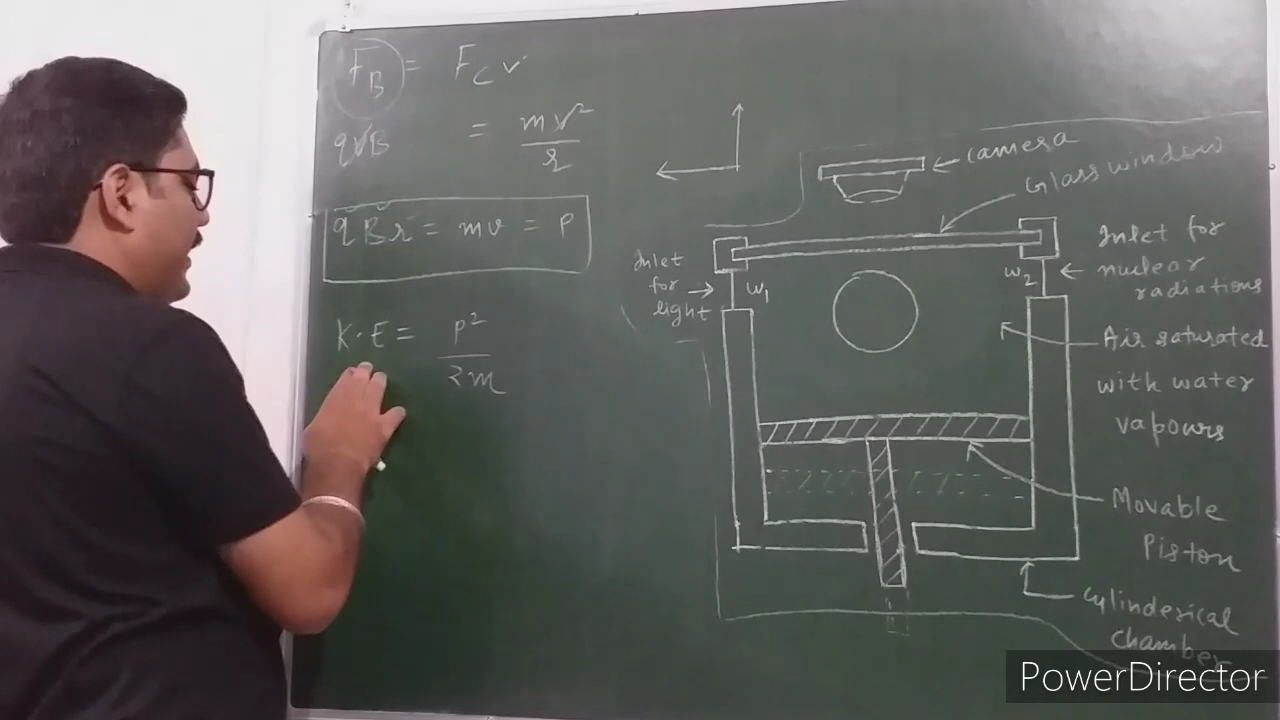 F_B = F_C
qVB = mv² / r
qBr = mv = P
K.E = p² / 2m
camera
Glass window
Inlet
for
light
w₁
w₂
Inlet for
nuclear
radiations
Air saturated
with water
vapours
Movable
Piston
cylinderical
chamber
PowerDirector